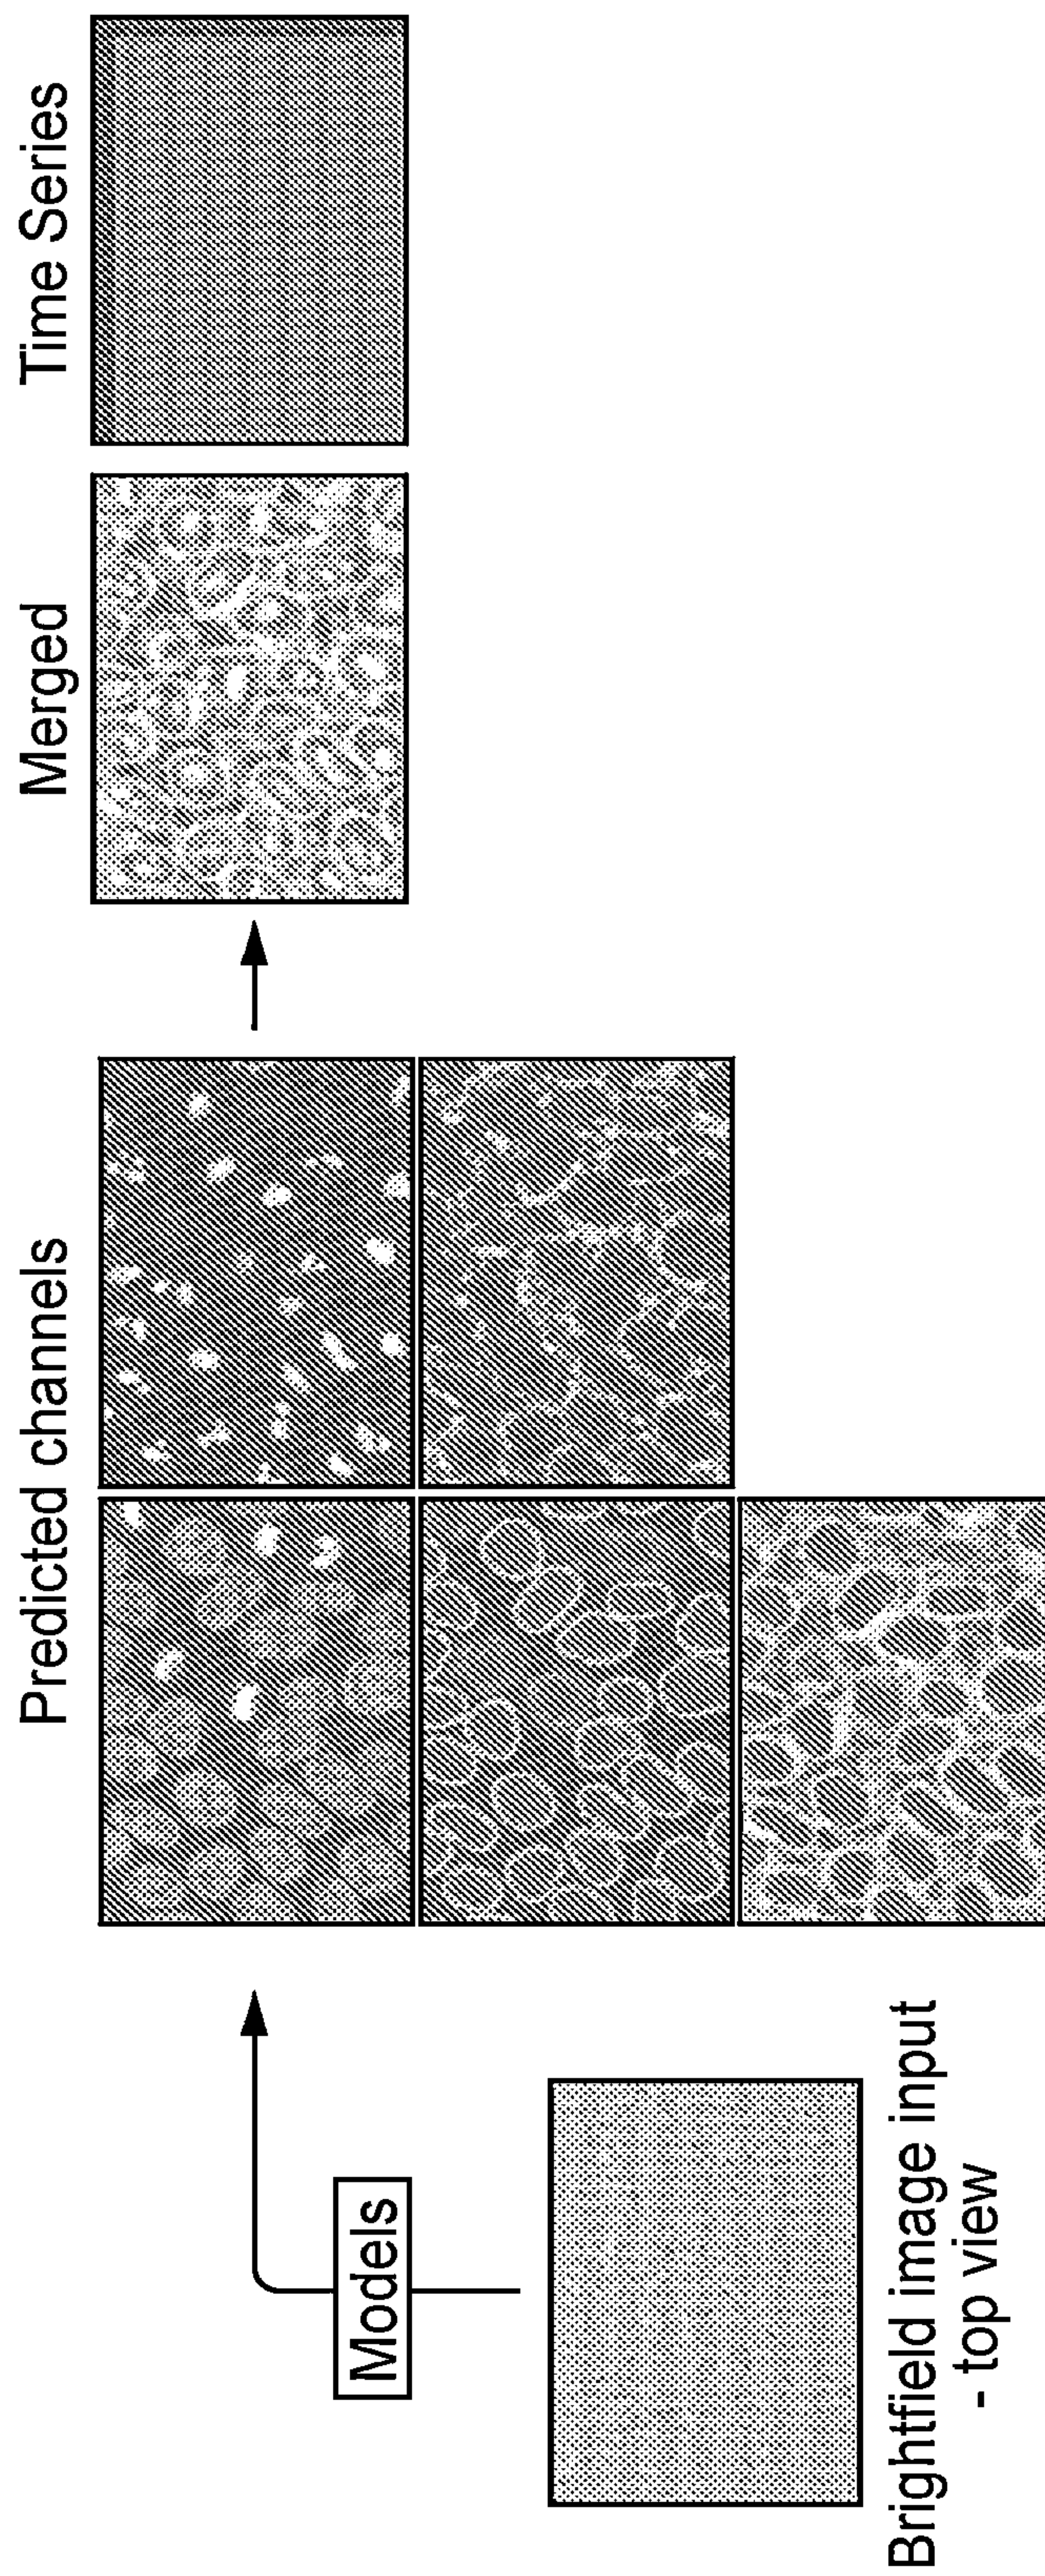 Brightfield image input
- top view
Models
Predicted channels
Merged
Time Series